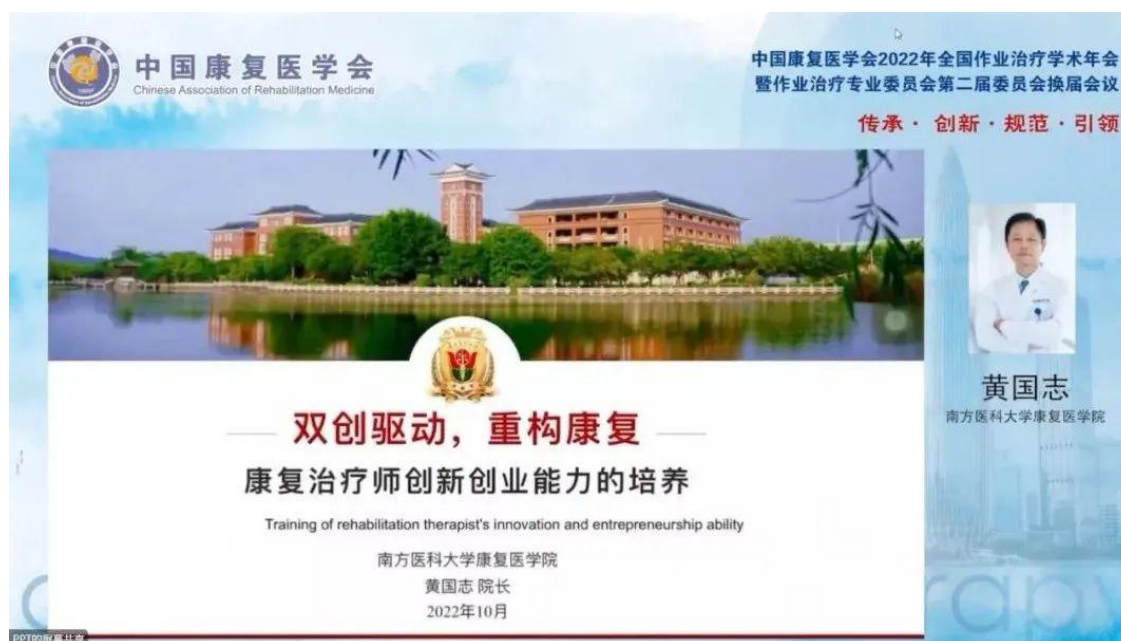 中国康复医学会
Chinese Association of Rehabilitation Medicine
中国康复医学会2022年全国作业治疗学术年会
暨作业治疗专业委员会第二届委员会换届会议
传承 · 创新 · 规范 · 引领
双创驱动，重构康复
康复治疗师创新创业能力的培养
Training of rehabilitation therapist's innovation and entrepreneurship ability
南方医科大学康复医学院
黄国志 院长
2022年10月
黄国志
南方医科大学康复医学院